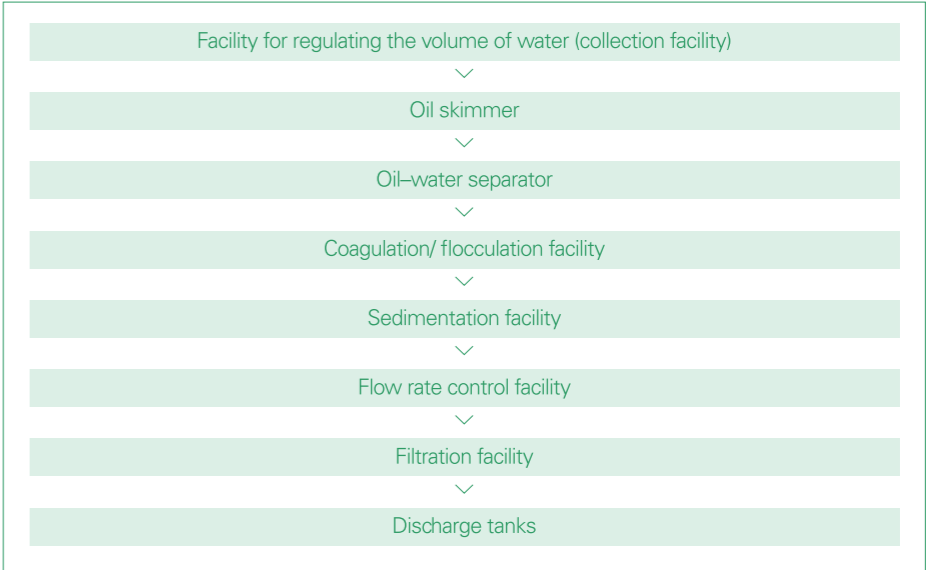 Facility for regulating the volume of water (collection facility)
Oil skimmer
Oil–water separator
Coagulation/ flocculation facility
Sedimentation facility
Flow rate control facility
Filtration facility
Discharge tanks